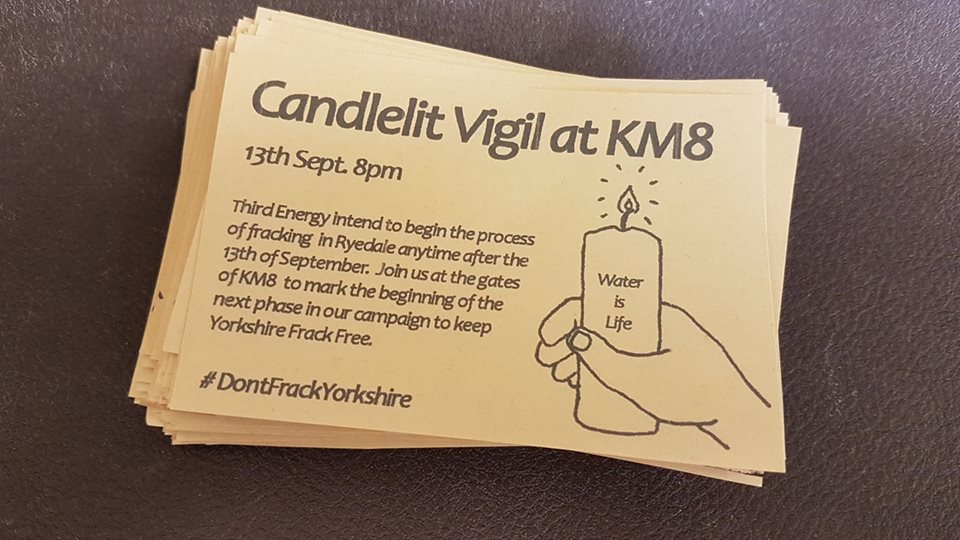 Candlelit Vigil at KM8
13th Sept. 8pm
Third Energy intend to begin the process
of fracking in Ryedale anytime after the
13th of September. Join us at the gates
of KM8 to mark the beginning of the
next phase in our campaign to keep
Yorkshire Frack Free.
# DontFrackYorkshire
Water
is
Life